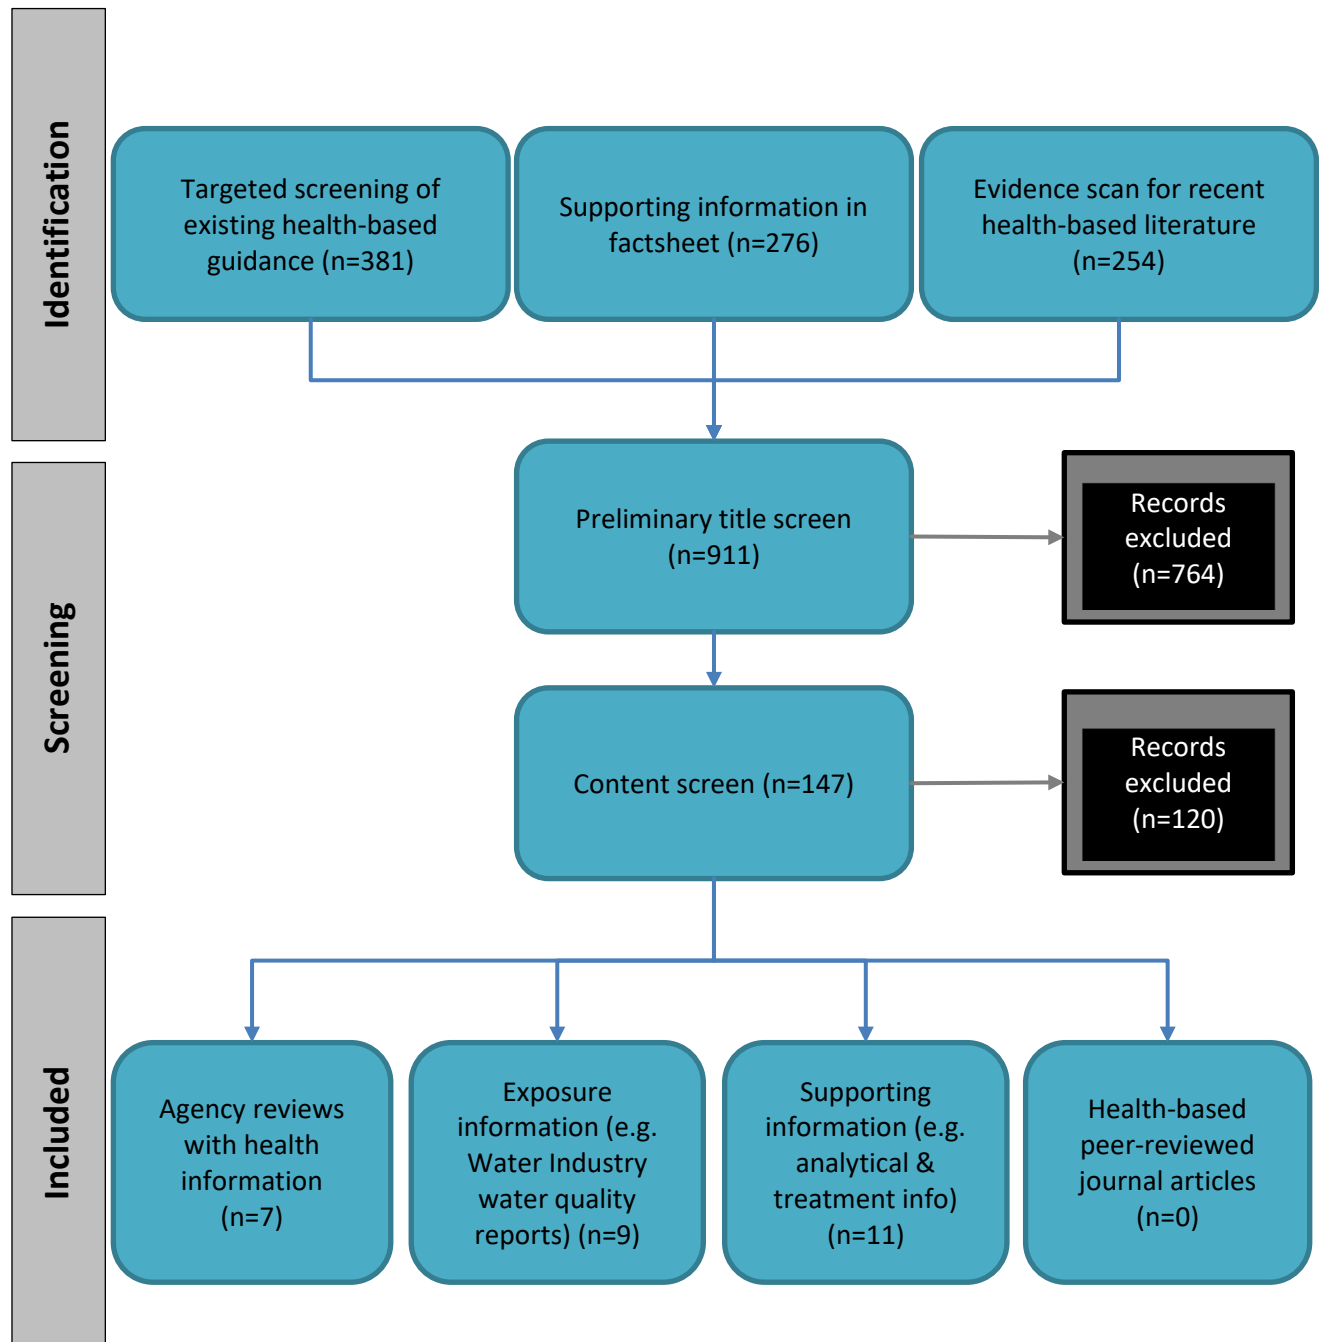 Identification
Targeted screening of
existing health-based
guidance (n=381)
Supporting information in
factsheet (n=276)
Evidence scan for recent
health-based literature
(n=254)
Screening
Preliminary title screen
(n=911)
Records
excluded
(n=764)
Content screen (n=147)
Records
excluded
(n=120)
Included
Agency reviews
with health
information
(n=7)
Exposure
information (e.g.
Water Industry
water quality
reports) (n=9)
Supporting
information (e.g.
analytical &
treatment info)
(n=11)
Health-based
peer-reviewed
journal articles
(n=0)